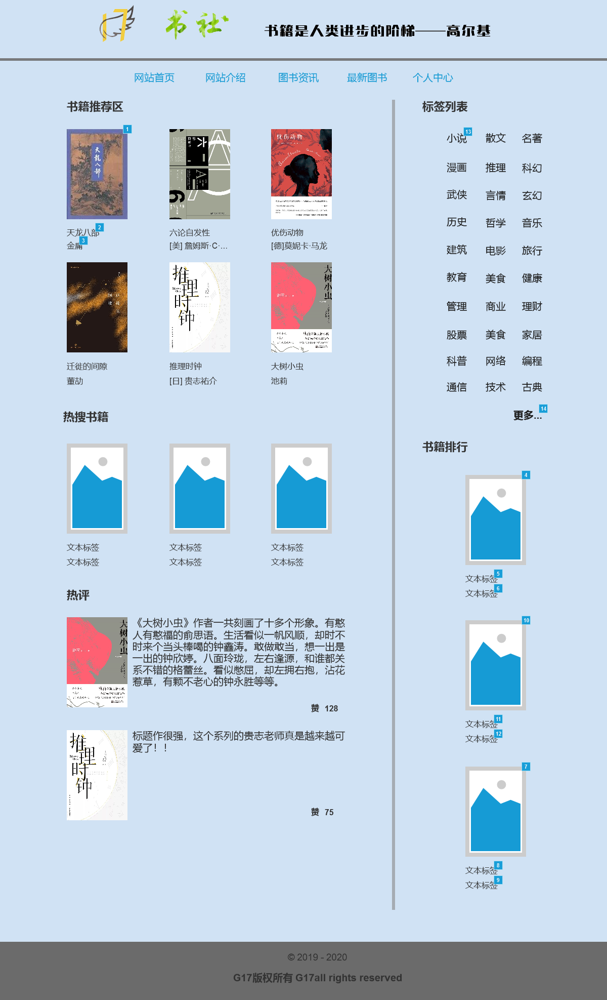 17 书社
书籍是人类进步的阶梯——高尔基
网站首页 网站介绍 图书资讯 最新图书 个人中心
书籍推荐区
1
天龙八部
优伤动物
天龙八部 2
金庸 3
六论自发性
[美] 詹姆斯·C·...
优伤动物
[德]莫妮卡·马龙
推理时钟
大树小虫
迁徙的间隙
董劼
推理时钟
[日] 贵志祐介
大树小虫
池莉
热搜书籍
文本标签 文本标签 文本标签
文本标签 文本标签 文本标签
热评
大树小虫
《大树小虫》作者一共刻画了十多个形象。有憨
人有憨福的俞思语。生活看似一帆风顺，却时不
时来个当头棒喝的钟鑫涛。敢做敢当，想一出是
一出的钟欣婷。八面玲珑，左右逢源，和谁都关
系不错的格蕾丝。看似憋屈，却左拥右抱，沾花
惹草，有颗不老心的钟永胜等等。
赞 128
推理时钟
标题作很强，这个系列的贵志老师真是越来越可
爱了！！
赞 75
标签列表
小说 13 散文 名著
漫画 推理 科幻
武侠 言情 玄幻
历史 哲学 音乐
建筑 电影 旅行
教育 美食 健康
管理 商业 理财
股票 美食 家居
科普 网络 编程
通信 技术 古典
更多... 14
书籍排行
4
文本标签 5
文本标签 6
10
文本标签 11
文本标签 12
7
文本标签 8
文本标签 9
© 2019 - 2020
G17版权所有 G17all rights reserved